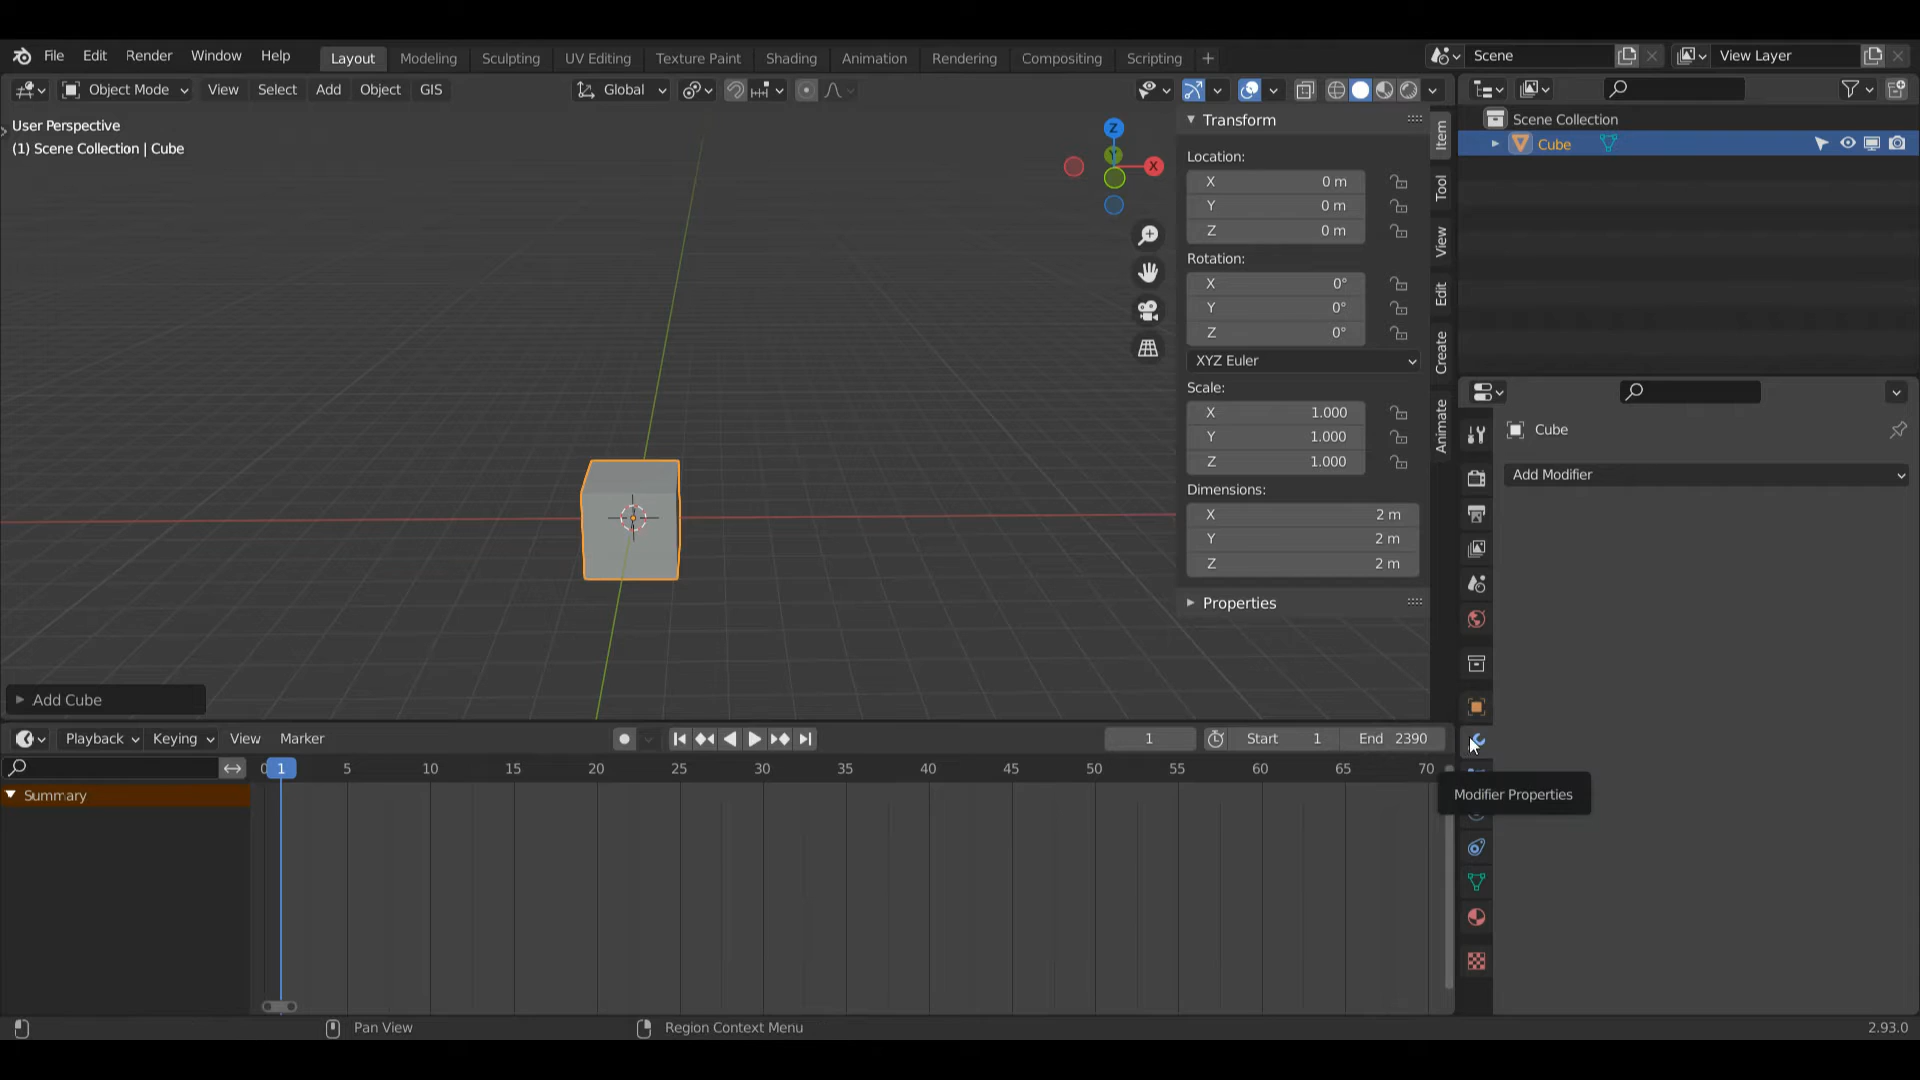 File Edit Render Window Help Layout Modeling Sculpting UV Editing Texture Paint Shading Animation Rendering Compositing Scripting + Scene View Layer
Object Mode View Select Add Object GIS Global
User Perspective
(1) Scene Collection | Cube
Z
Y
X
Transform
Location:
X 0 m
Y 0 m
Z 0 m
Rotation:
X 0°
Y 0°
Z 0°
XYZ Euler
Scale:
X 1.000
Y 1.000
Z 1.000
Dimensions:
X 2 m
Y 2 m
Z 2 m
Properties
Item
Tool
View
Edit
Create
Animate
Scene Collection
Cube
Cube
Add Modifier
Modifier Properties
Add Cube
Playback Keying View Marker 1 Start 1 End 2390
0 1 5 10 15 20 25 30 35 40 45 50 55 60 65 70
Summary
Pan View Region Context Menu 2.93.0